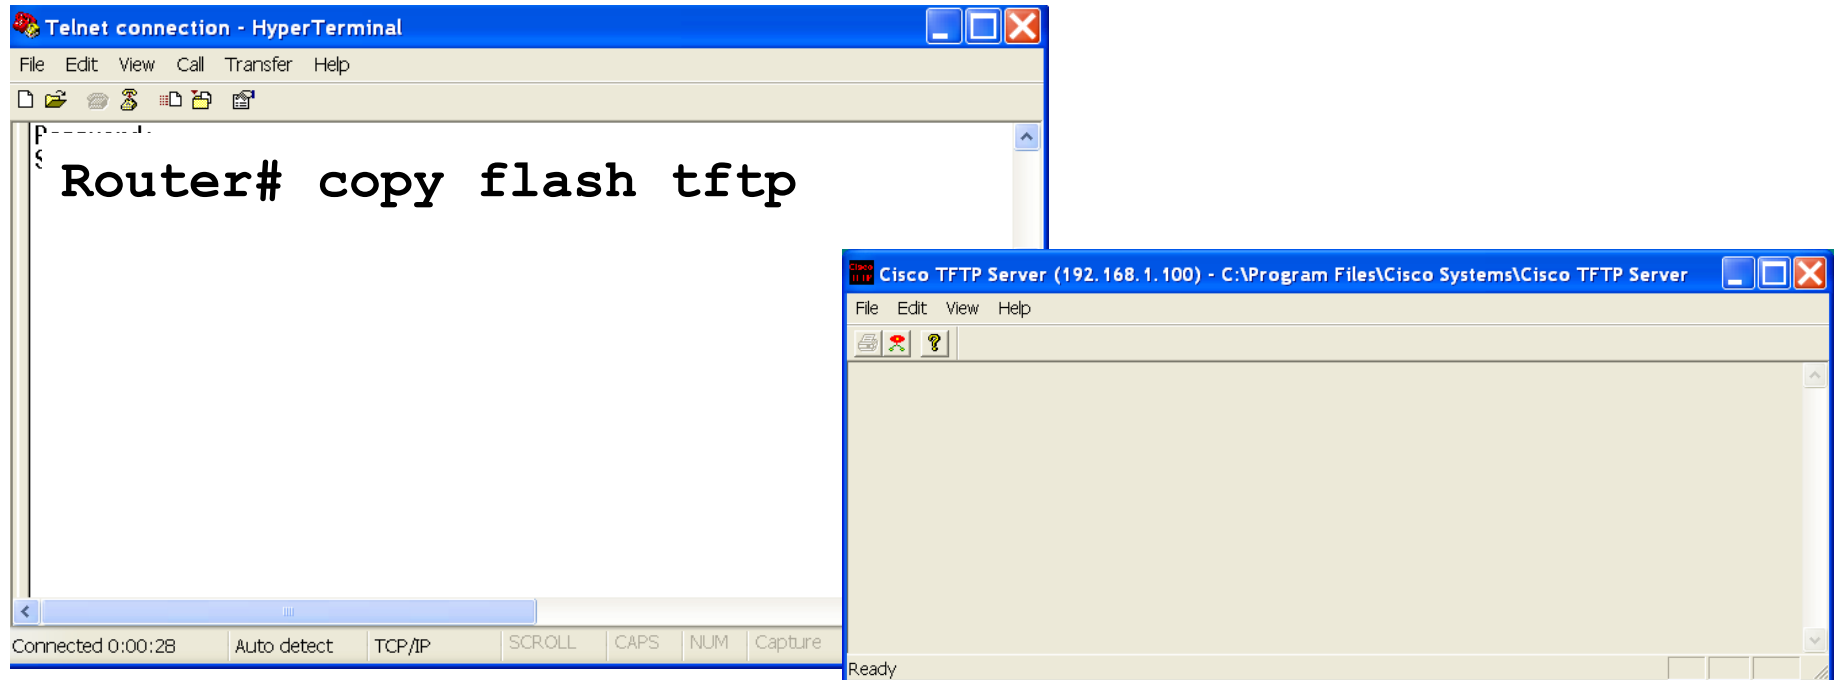 Telnet connection - HyperTerminal
File Edit View Call Transfer Help
Router# copy flash tftp
Connected 0:00:28 Auto detect TCP/IP SCROLL CAPS NUM Capture
Cisco TFTP Server (192.168.1.100) - C:\Program Files\Cisco Systems\Cisco TFTP Server
File Edit View Help
Ready